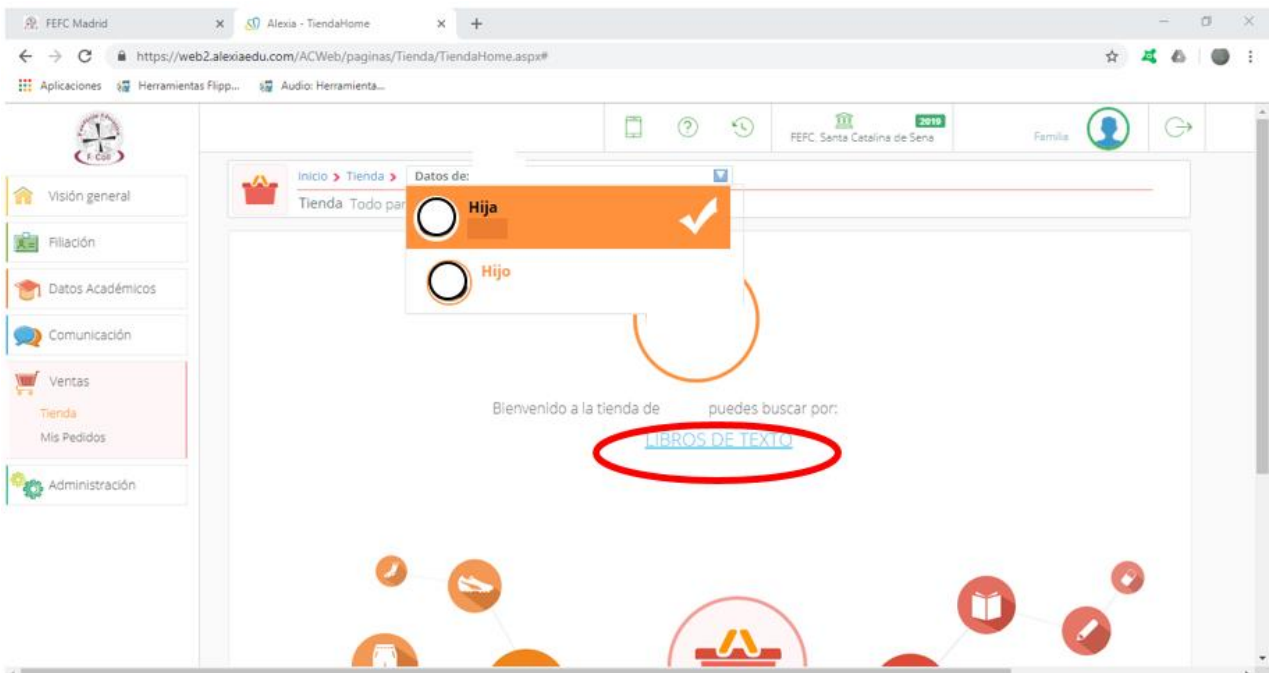 FEFC Madrid
Alexia - TiendaHome
https://web2.alexiaedu.com/ACWeb/paginas/Tienda/TiendaHome.aspx#
Aplicaciones
Herramientas Flipp...
Audio: Herramienta...
F. Coll
2019
FEFC. Santa Catalina de Sena
Familia
Inicio > Tienda >
Datos de:
Tienda Todo par
Hija
Hijo
Visión general
Filiación
Datos Académicos
Comunicación
Ventas
Tienda
Mis Pedidos
Administración
Bienvenido a la tienda de puedes buscar por:
LIBROS DE TEXTO